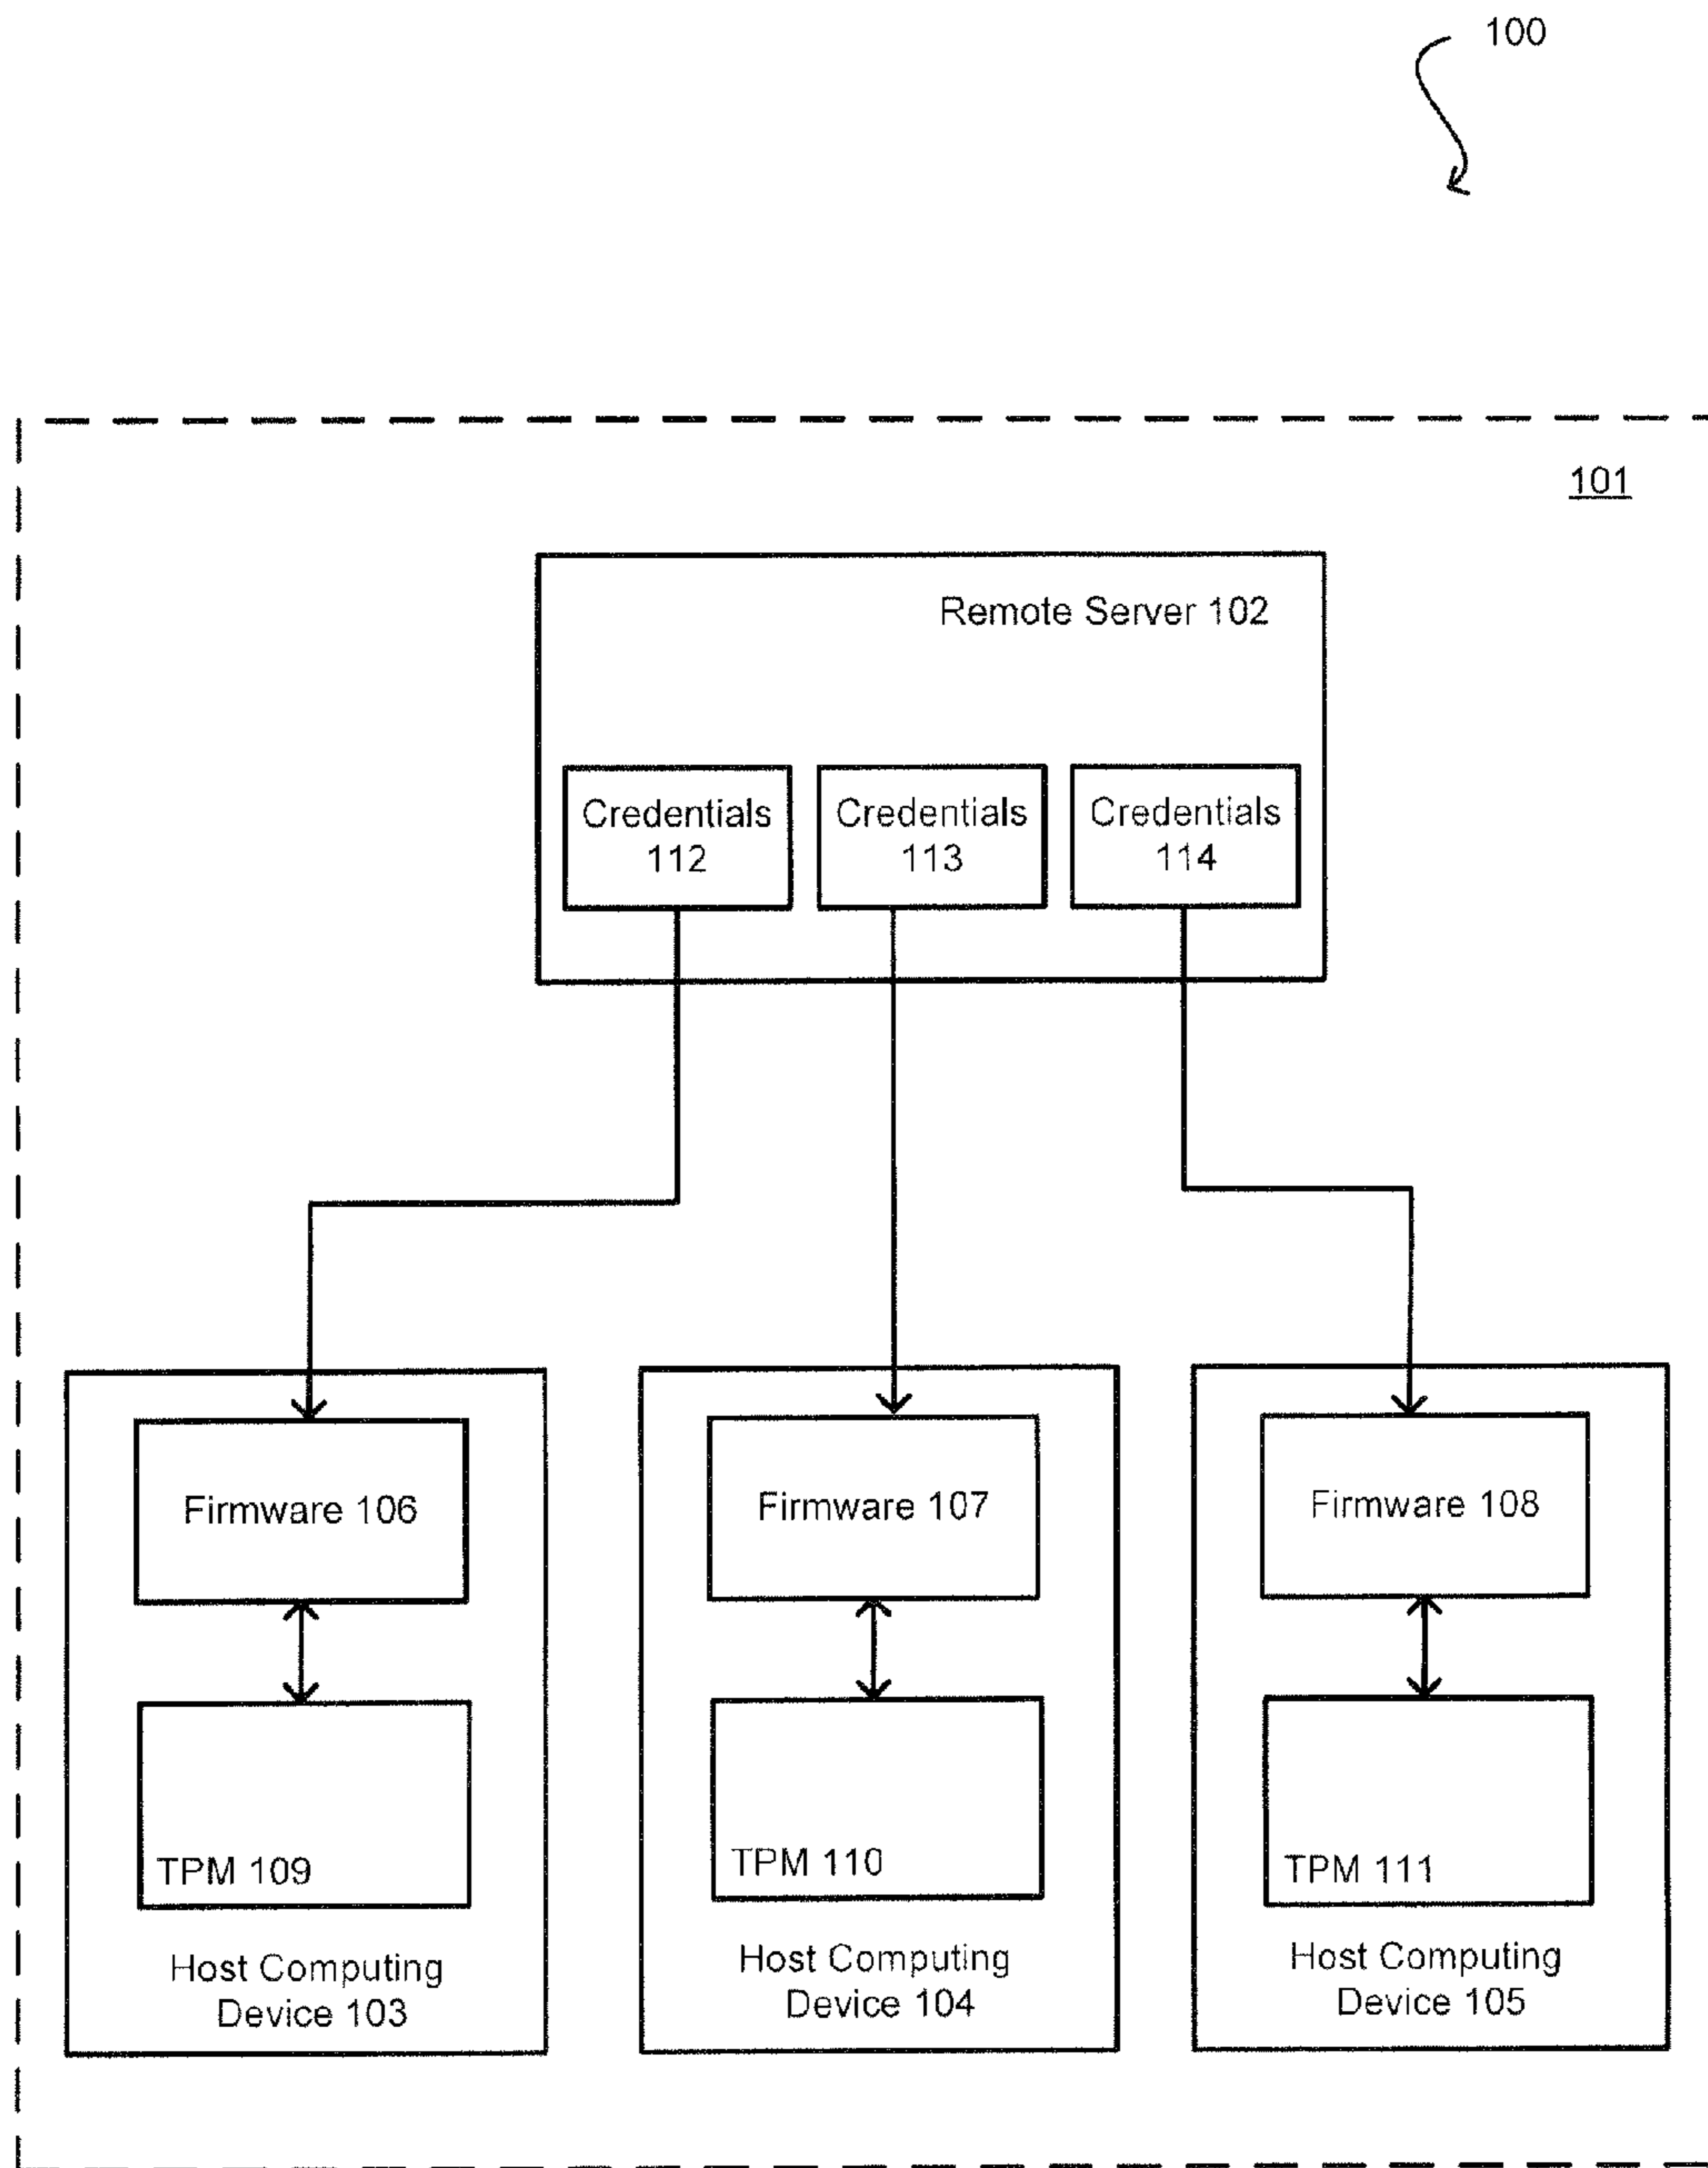 100
101
Remote Server 102
Credentials
112
Credentials
113
Credentials
114
Firmware 106
Firmware 107
Firmware 108
TPM 109
TPM 110
TPM 111
Host Computing
Device 103
Host Computing
Device 104
Host Computing
Device 105